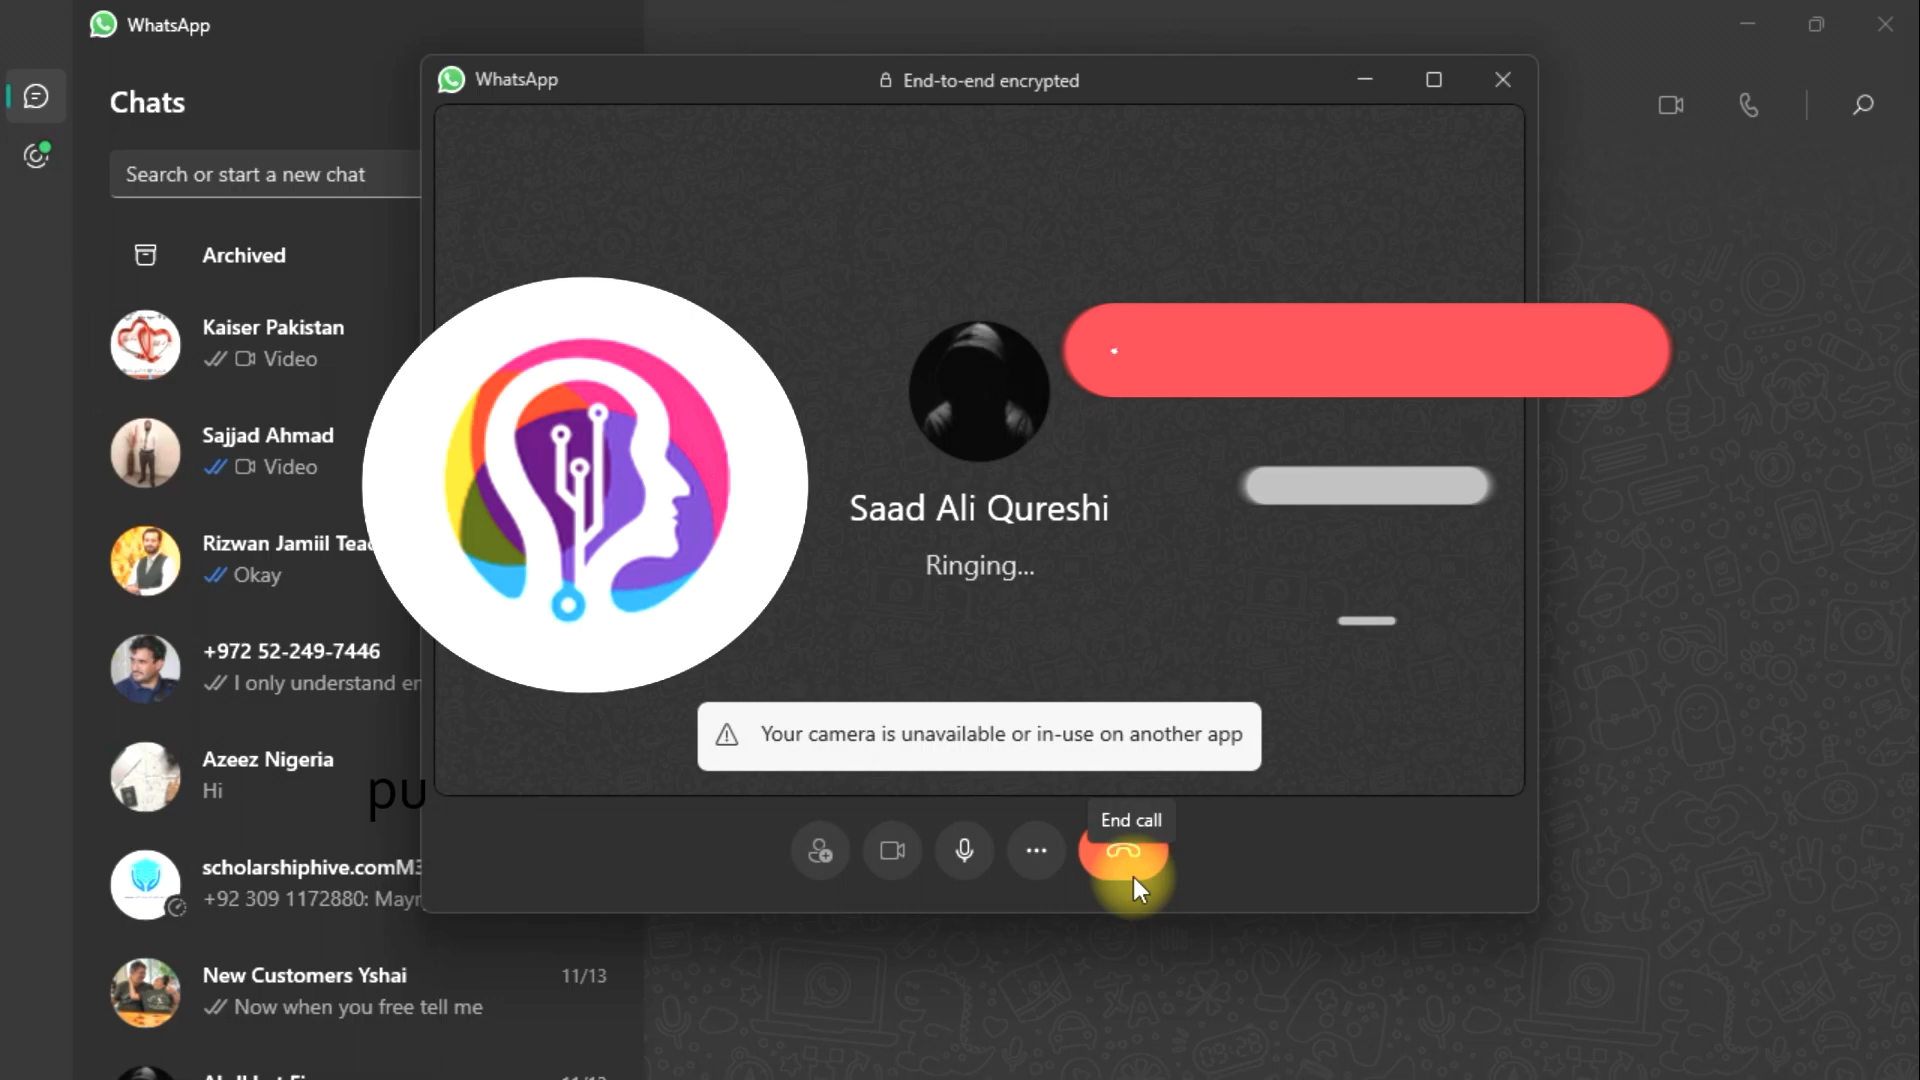 WhatsApp
Chats
Search or start a new chat
Archived
Kaiser Pakistan
Video
Sajjad Ahmad
Video
Rizwan Jamiil
Okay
+972 52-249-7446
I only understand
Azeez Nigeria
Hi
scholarshiphive.com
+92 309 1172880:
New Customers Yshai 11/13
Now when you free tell me
WhatsApp
End-to-end encrypted
Saad Ali Qureshi
Ringing...
Your camera is unavailable or in-use on another app
End call
pu